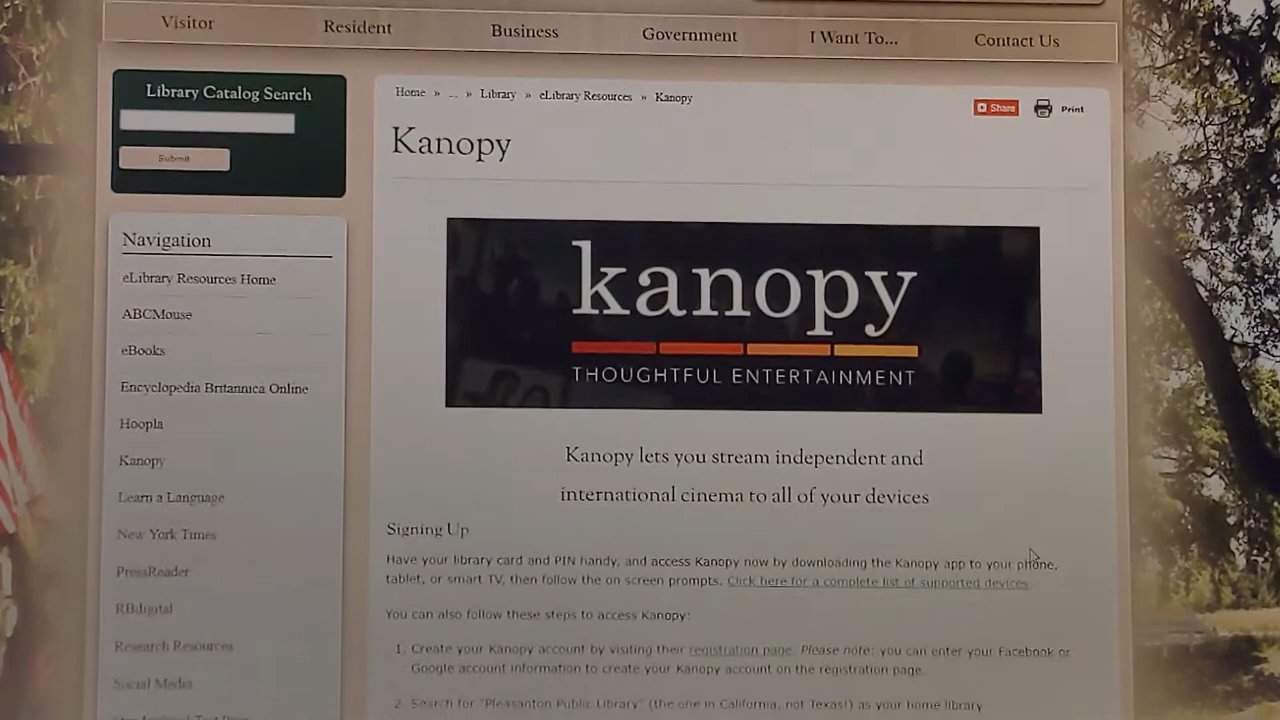 Visitor
Resident
Business
Government
I Want To...
Contact Us
Library Catalog Search
Submit
Home » ... » Library » eLibrary Resources » Kanopy
Share
Print
Kanopy
Navigation
eLibrary Resources Home
ABCMouse
eBooks
Encyclopedia Britannica Online
Hoopla
Kanopy
Learn a Language
New York Times
PressReader
RBdigital
Research Resources
Social Media
kanopy
THOUGHTFUL ENTERTAINMENT
Kanopy lets you stream independent and
international cinema to all of your devices
Signing Up
Have your library card and PIN handy, and access Kanopy now by downloading the Kanopy app to your phone,
tablet, or smart TV, then follow the on screen prompts. Click here for a complete list of supported devices.
You can also follow these steps to access Kanopy:
1. Create your Kanopy account by visiting their registration page. Please note: you can enter your Facebook or
Google account information to create your Kanopy account on the registration page.
2. Search for "Pleasanton Public Library" (the one in California, not Texas!) as your home library